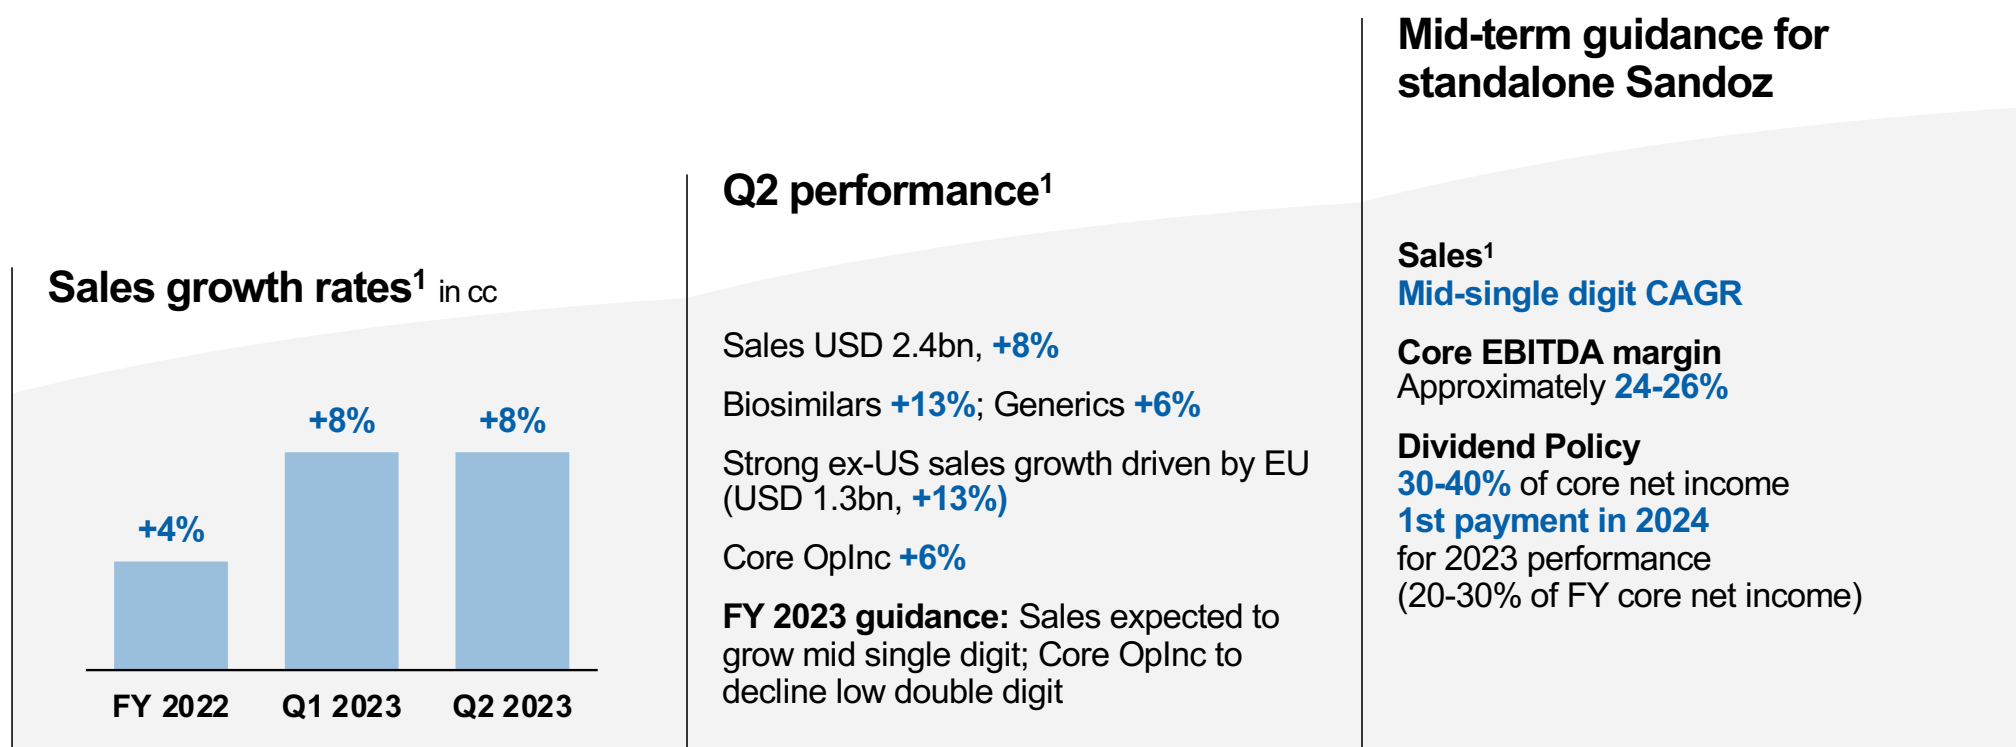 Sales growth rates¹ in cc
+4%
+8%
+8%
FY 2022
Q1 2023
Q2 2023
Q2 performance¹
Sales USD 2.4bn, +8%
Biosimilars +13%; Generics +6%
Strong ex-US sales growth driven by EU
(USD 1.3bn, +13%)
Core OpInc +6%
FY 2023 guidance: Sales expected to
grow mid single digit; Core OpInc to
decline low double digit
Mid-term guidance for
standalone Sandoz
Sales¹
Mid-single digit CAGR
Core EBITDA margin
Approximately 24-26%
Dividend Policy
30-40% of core net income
1st payment in 2024
for 2023 performance
(20-30% of FY core net income)